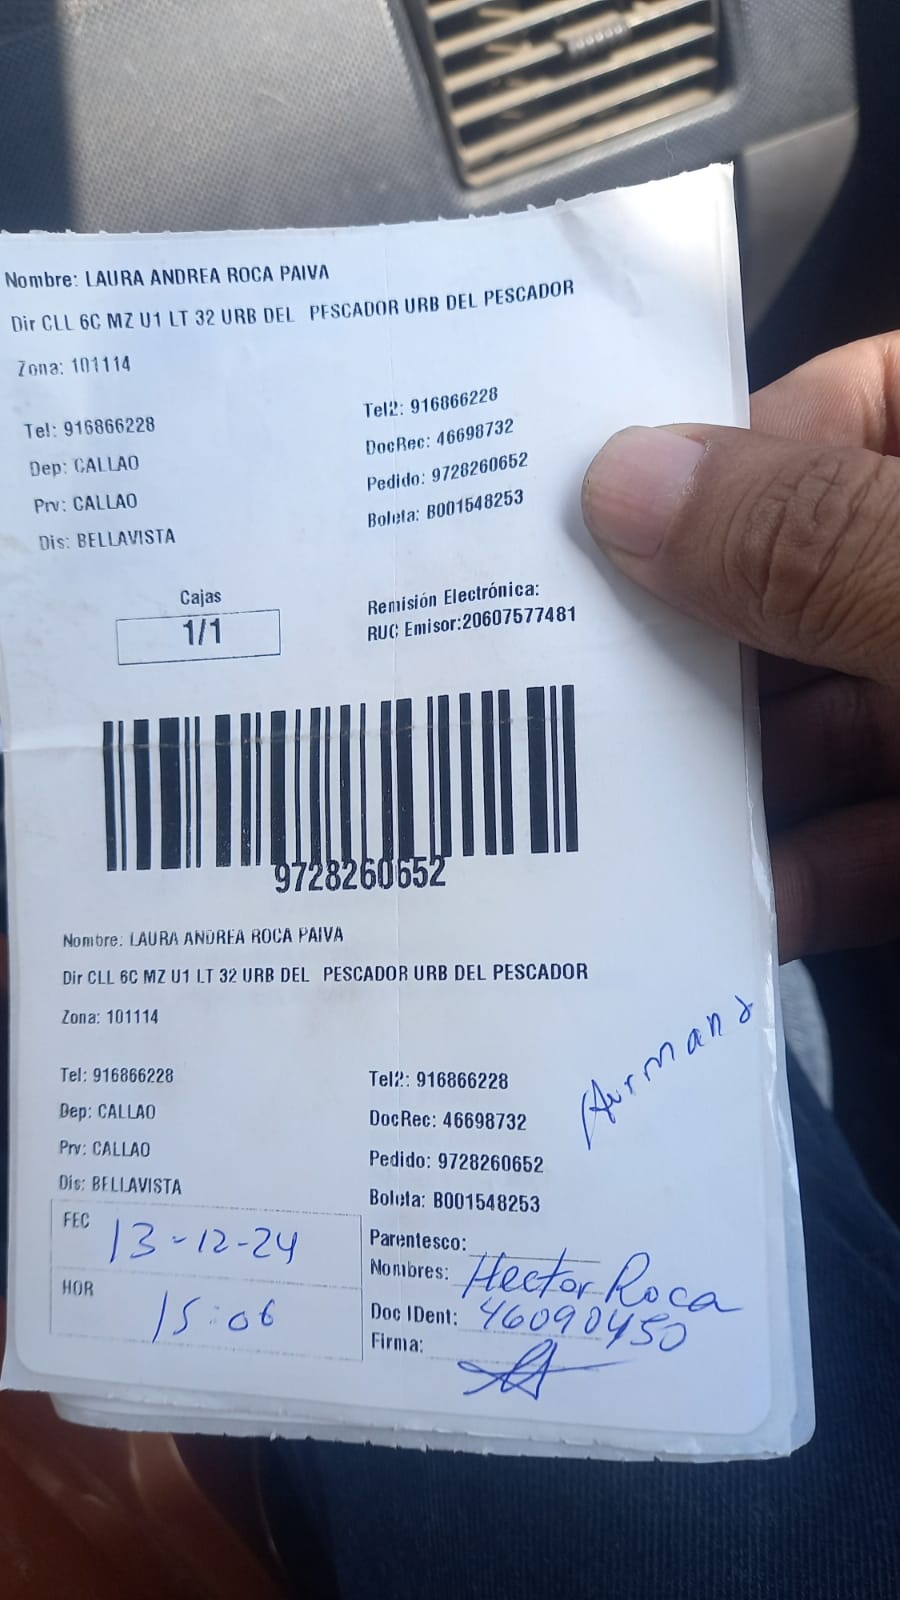 Nombre: LAURA ANDREA ROCA PAIVA
Dir CLL 6C MZ U1 LT 32 URB DEL PESCADOR URB DEL PESCADOR
Zona: 101114
Tel: 916866228 Tel2: 916866228
Dep: CALLAO DocRec: 46698732
Prv: CALLAO Pedido: 9728260652
Dis: BELLAVISTA Boleta: B001548253
Cajas
1/1
Remisión Electrónica:
RUC Emisor:20607577481
9728260652
Nombre: LAURA ANDREA ROCA PAIVA
Dir CLL 6C MZ U1 LT 32 URB DEL PESCADOR URB DEL PESCADOR
Zona: 101114
Tel: 916866228 Tel2: 916866228
Dep: CALLAO DocRec: 46698732
Prv: CALLAO Pedido: 9728260652
Dis: BELLAVISTA Boleta: B001548253
FEC 13-12-24
HOR 15:06
Parentesco:
Nombres: Hector Roca
Doc IDent: 46090450
Firma: